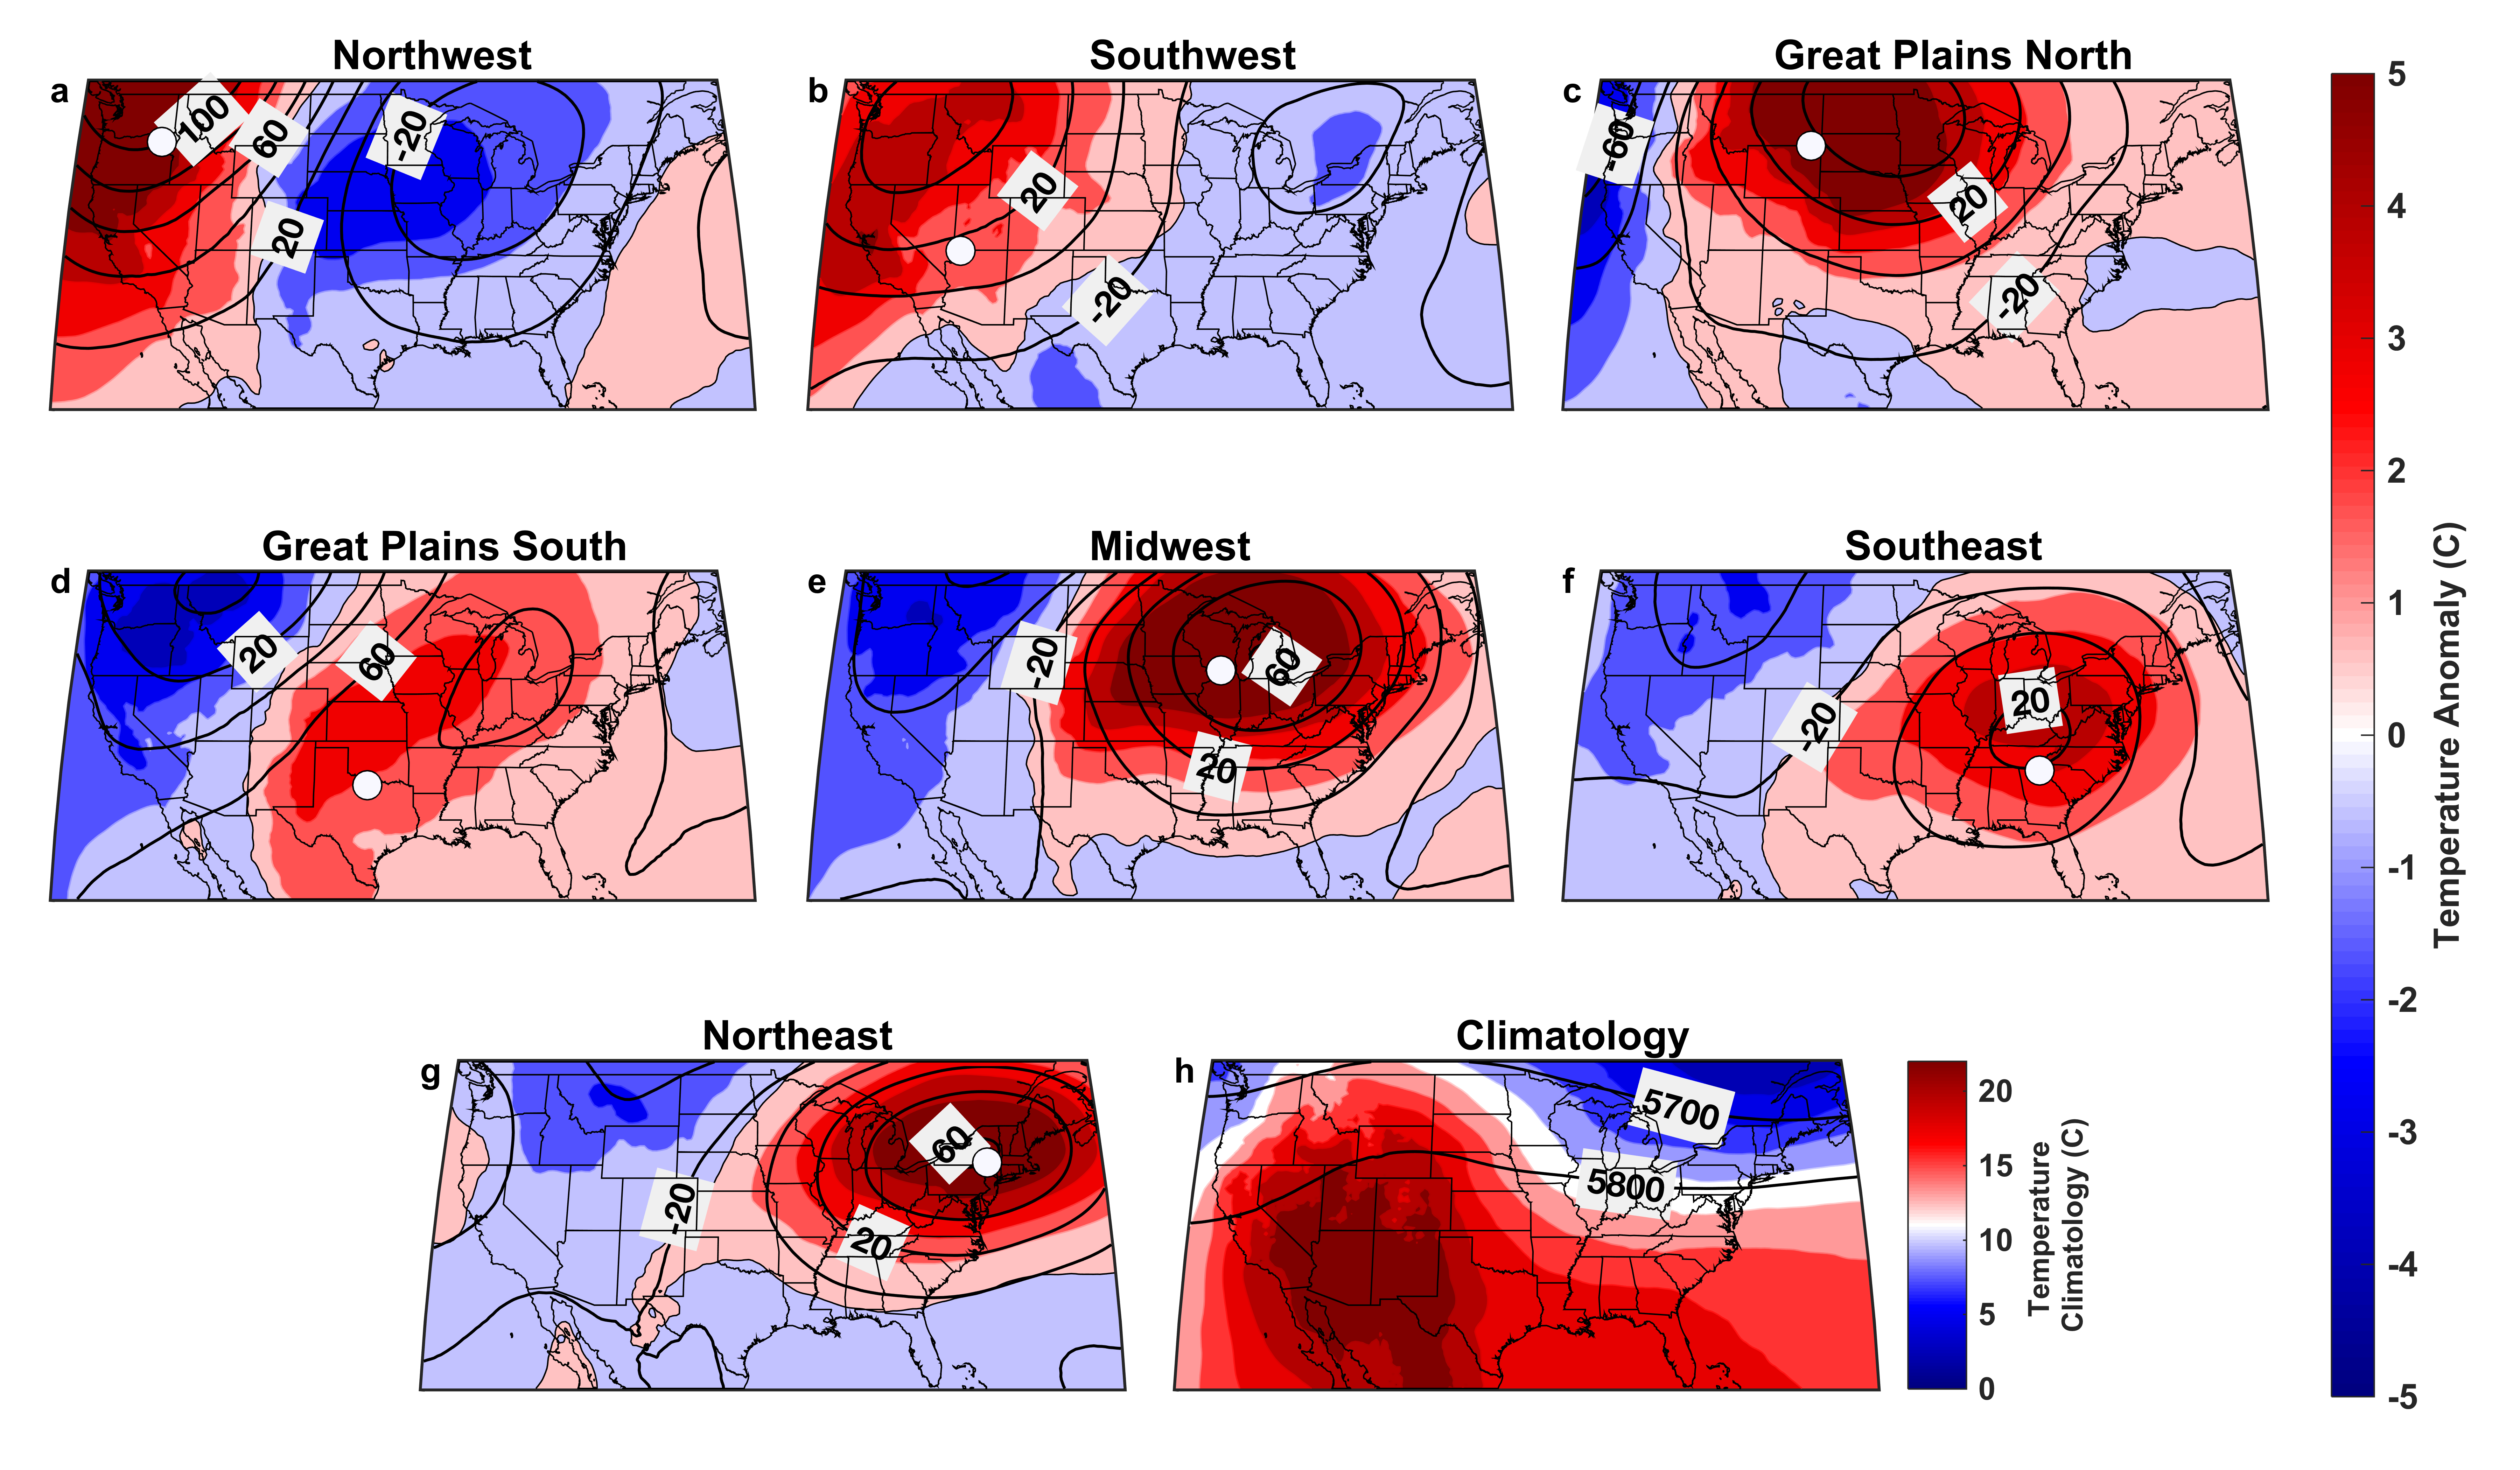 Northwest
Southwest
Great Plains North
a
100
60
-20
20
b
20
-20
c
-60
20
-20
5
4
3
2
1
0
-1
-2
-3
-4
-5
Temperature Anomaly (C)
Great Plains South
Midwest
Southeast
d
20
60
e
-20
60
20
f
-20
20
Northeast
Climatology
g
60
-20
20
h
5700
5800
20
15
10
5
0
Temperature
Climatology (C)